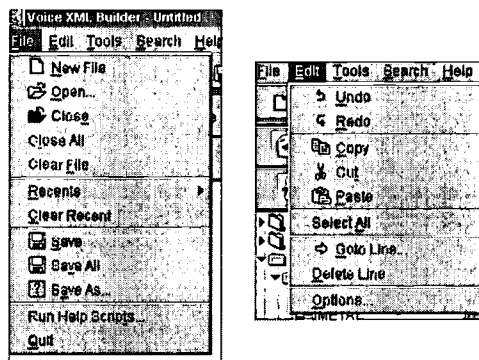 Voice XML Builder - Untitled
File Edit Tools Search Help
New File
Open...
Close
Close All
Clear File
Recents
Clear Recent
Save
Save All
Save As...
Run Help Scripts...
Quit
File Edit Tools Search Help
Undo
Redo
Copy
Cut
Paste
Select All
Goto Line...
Delete Line
Options...